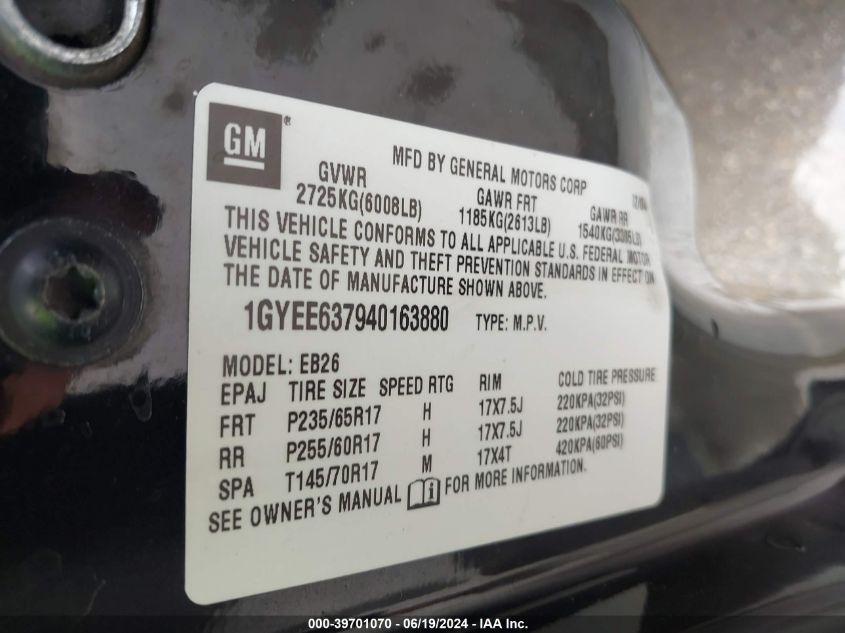 GM®
MFD BY GENERAL MOTORS CORP
GVWR GAWR FRT GAWR RR
2725KG(6008LB) 1185KG(2613LB) 1540KG(3395LB)
THIS VEHICLE CONFORMS TO ALL APPLICABLE U.S. FEDERAL MOTOR
VEHICLE SAFETY AND THEFT PREVENTION STANDARDS IN EFFECT ON
THE DATE OF MANUFACTURE SHOWN ABOVE.
1GYEE637940163880 TYPE: M.P.V.
MODEL: EB26
EPAJ TIRE SIZE SPEED RTG RIM COLD TIRE PRESSURE
FRT P235/65R17 H 17X7.5J 220KPA(32PSI)
RR P255/60R17 H 17X7.5J 220KPA(32PSI)
SPA T145/70R17 M 17X4T 420KPA(60PSI)
SEE OWNER'S MANUAL FOR MORE INFORMATION.
000-39701070 - 06/19/2024 - IAA Inc.